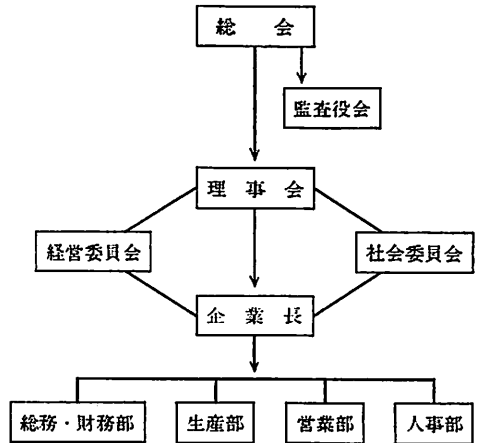 総会
監査役会
理事会
経営委員会
社会委員会
企業長
総務・財務部
生産部
営業部
人事部